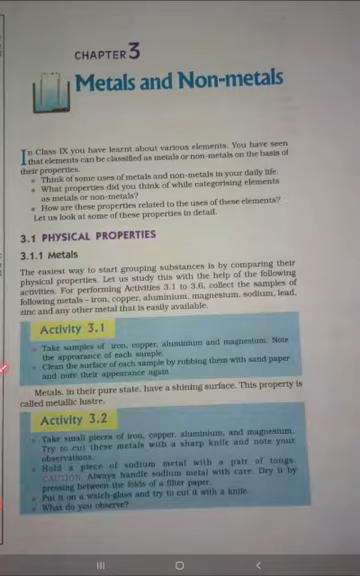 CHAPTER 3
Metals and Non-metals
In Class IX you have learnt about various elements. You have seen
that elements can be classified as metals or non-metals on the basis of
their properties.
Think of some uses of metals and non-metals in your daily life.
What properties did you think of while categorising elements
as metals or non-metals?
How are these properties related to the uses of these elements?
Let us look at some of these properties in detail.
3.1 PHYSICAL PROPERTIES
3.1.1 Metals
The easiest way to start grouping substances is by comparing their
physical properties. Let us study this with the help of the following
activities. For performing Activities 3.1 to 3.6, collect the samples of
following metals – iron, copper, aluminium, magnesium, sodium, lead,
zinc and any other metal that is easily available.
Activity 3.1
Take samples of iron, copper, aluminium and magnesium. Note
the appearance of each sample.
Clean the surface of each sample by rubbing them with sand paper
and note their appearance again.
Metals, in their pure state, have a shining surface. This property is
called metallic lustre.
Activity 3.2
Take small pieces of iron, copper, aluminium, and magnesium.
Try to cut these metals with a sharp knife and note your
observations.
Hold a piece of sodium metal with a pair of tongs.
CAUTION: Always handle sodium metal with care. Dry it by
pressing between the folds of a filter paper.
Put it on a watch-glass and try to cut it with a knife.
What do you observe?